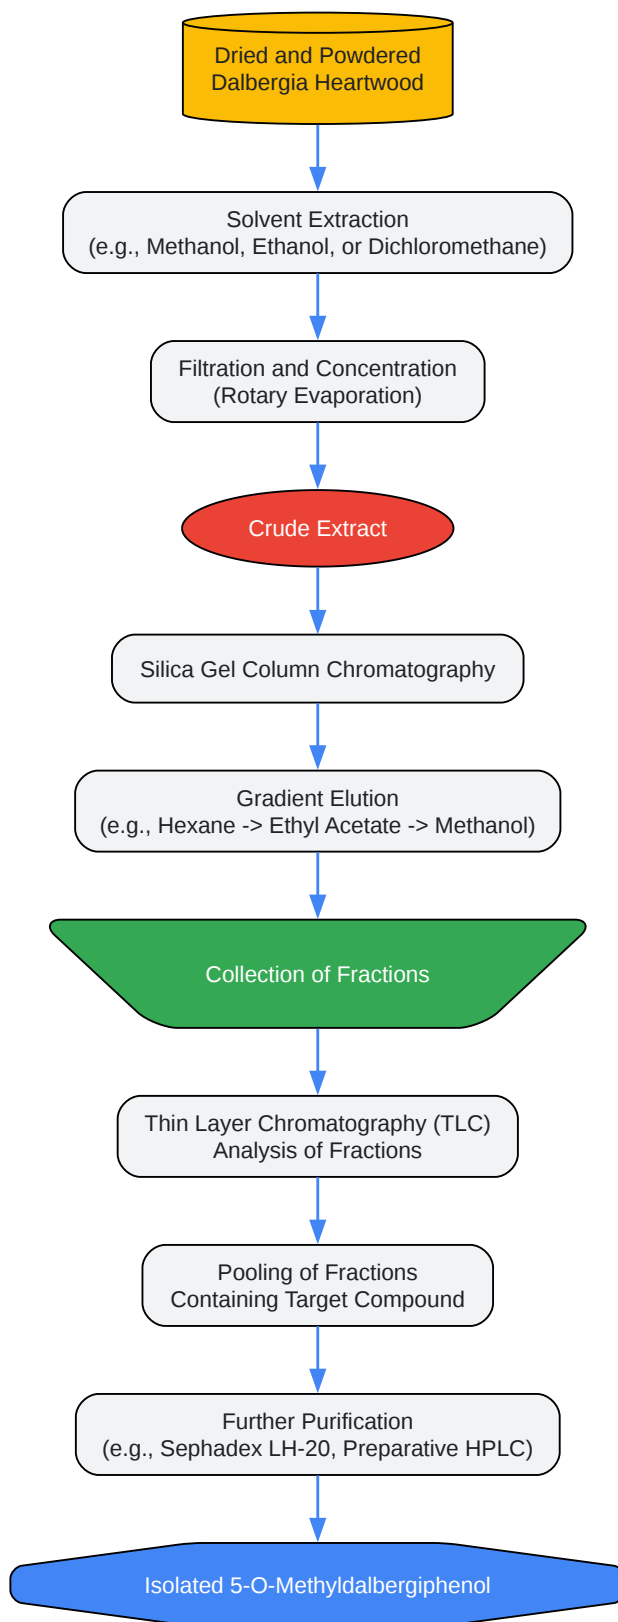 Dried and Powdered
Dalbergia Heartwood
Solvent Extraction
(e.g., Methanol, Ethanol, or Dichloromethane)
Filtration and Concentration
(Rotary Evaporation)
Crude Extract
Silica Gel Column Chromatography
Gradient Elution
(e.g., Hexane -> Ethyl Acetate -> Methanol)
Collection of Fractions
Thin Layer Chromatography (TLC)
Analysis of Fractions
Pooling of Fractions
Containing Target Compound
Further Purification
(e.g., Sephadex LH-20, Preparative HPLC)
Isolated 5-O-Methyldalbergiphenol